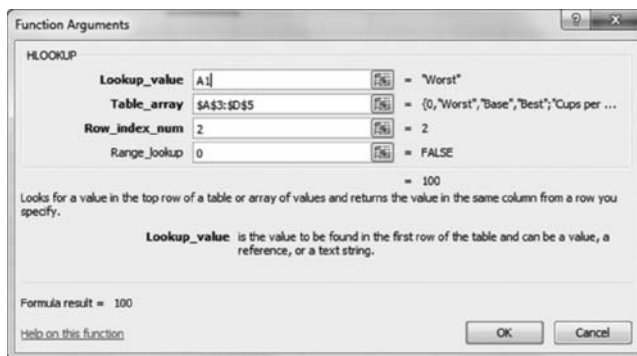 Function Arguments
HLOOKUP
Lookup_value A1 = "Worst"
Table_array $A$3:$D$5 = {0,"Worst","Base","Best";"Cups per ...
Row_index_num 2 = 2
Range_lookup 0 = FALSE
= 100
Looks for a value in the top row of a table or array of values and returns the value in the same column from a row you
specify.
Lookup_value is the value to be found in the first row of the table and can be a value, a
reference, or a text string.
Formula result = 100
Help on this function OK Cancel